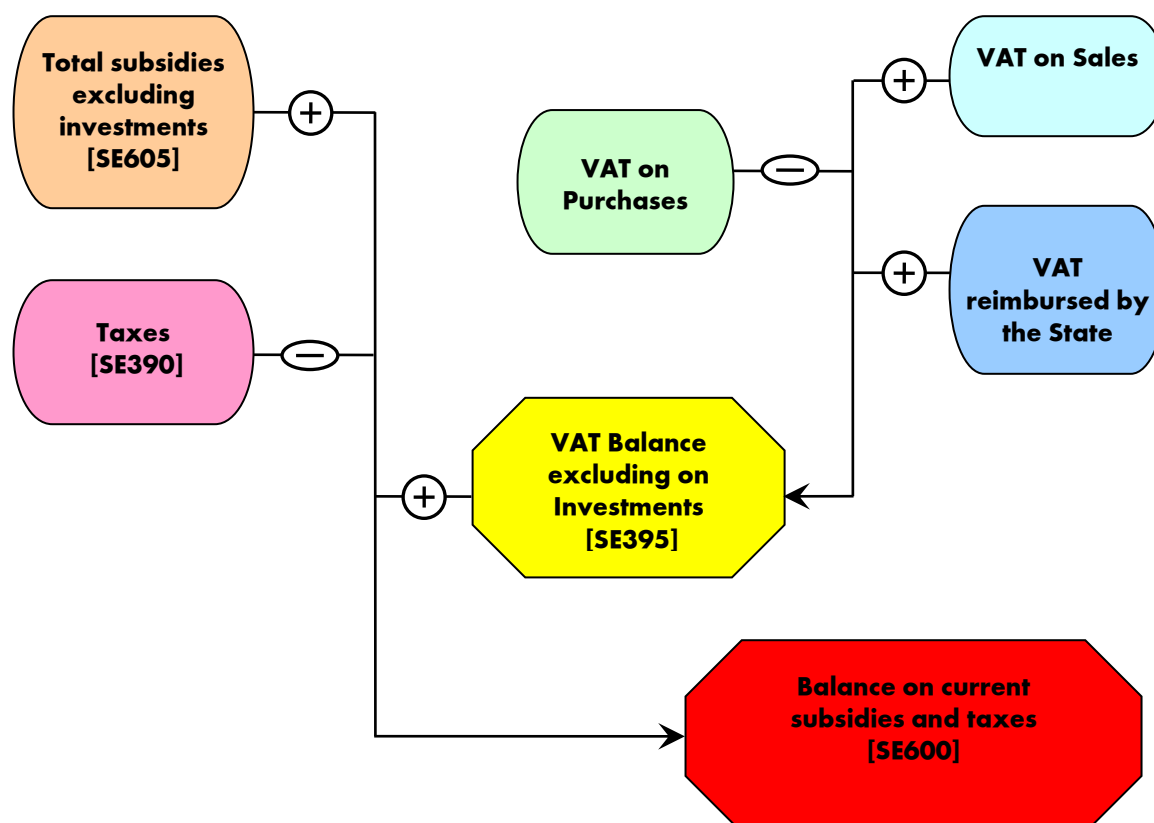 Total subsidies
excluding
investments
[SE605]
+
VAT on Sales
+
VAT on
Purchases
−
VAT
reimbursed by
the State
+
Taxes
[SE390]
−
VAT Balance
excluding on
Investments
[SE395]
+
Balance on current
subsidies and taxes
[SE600]